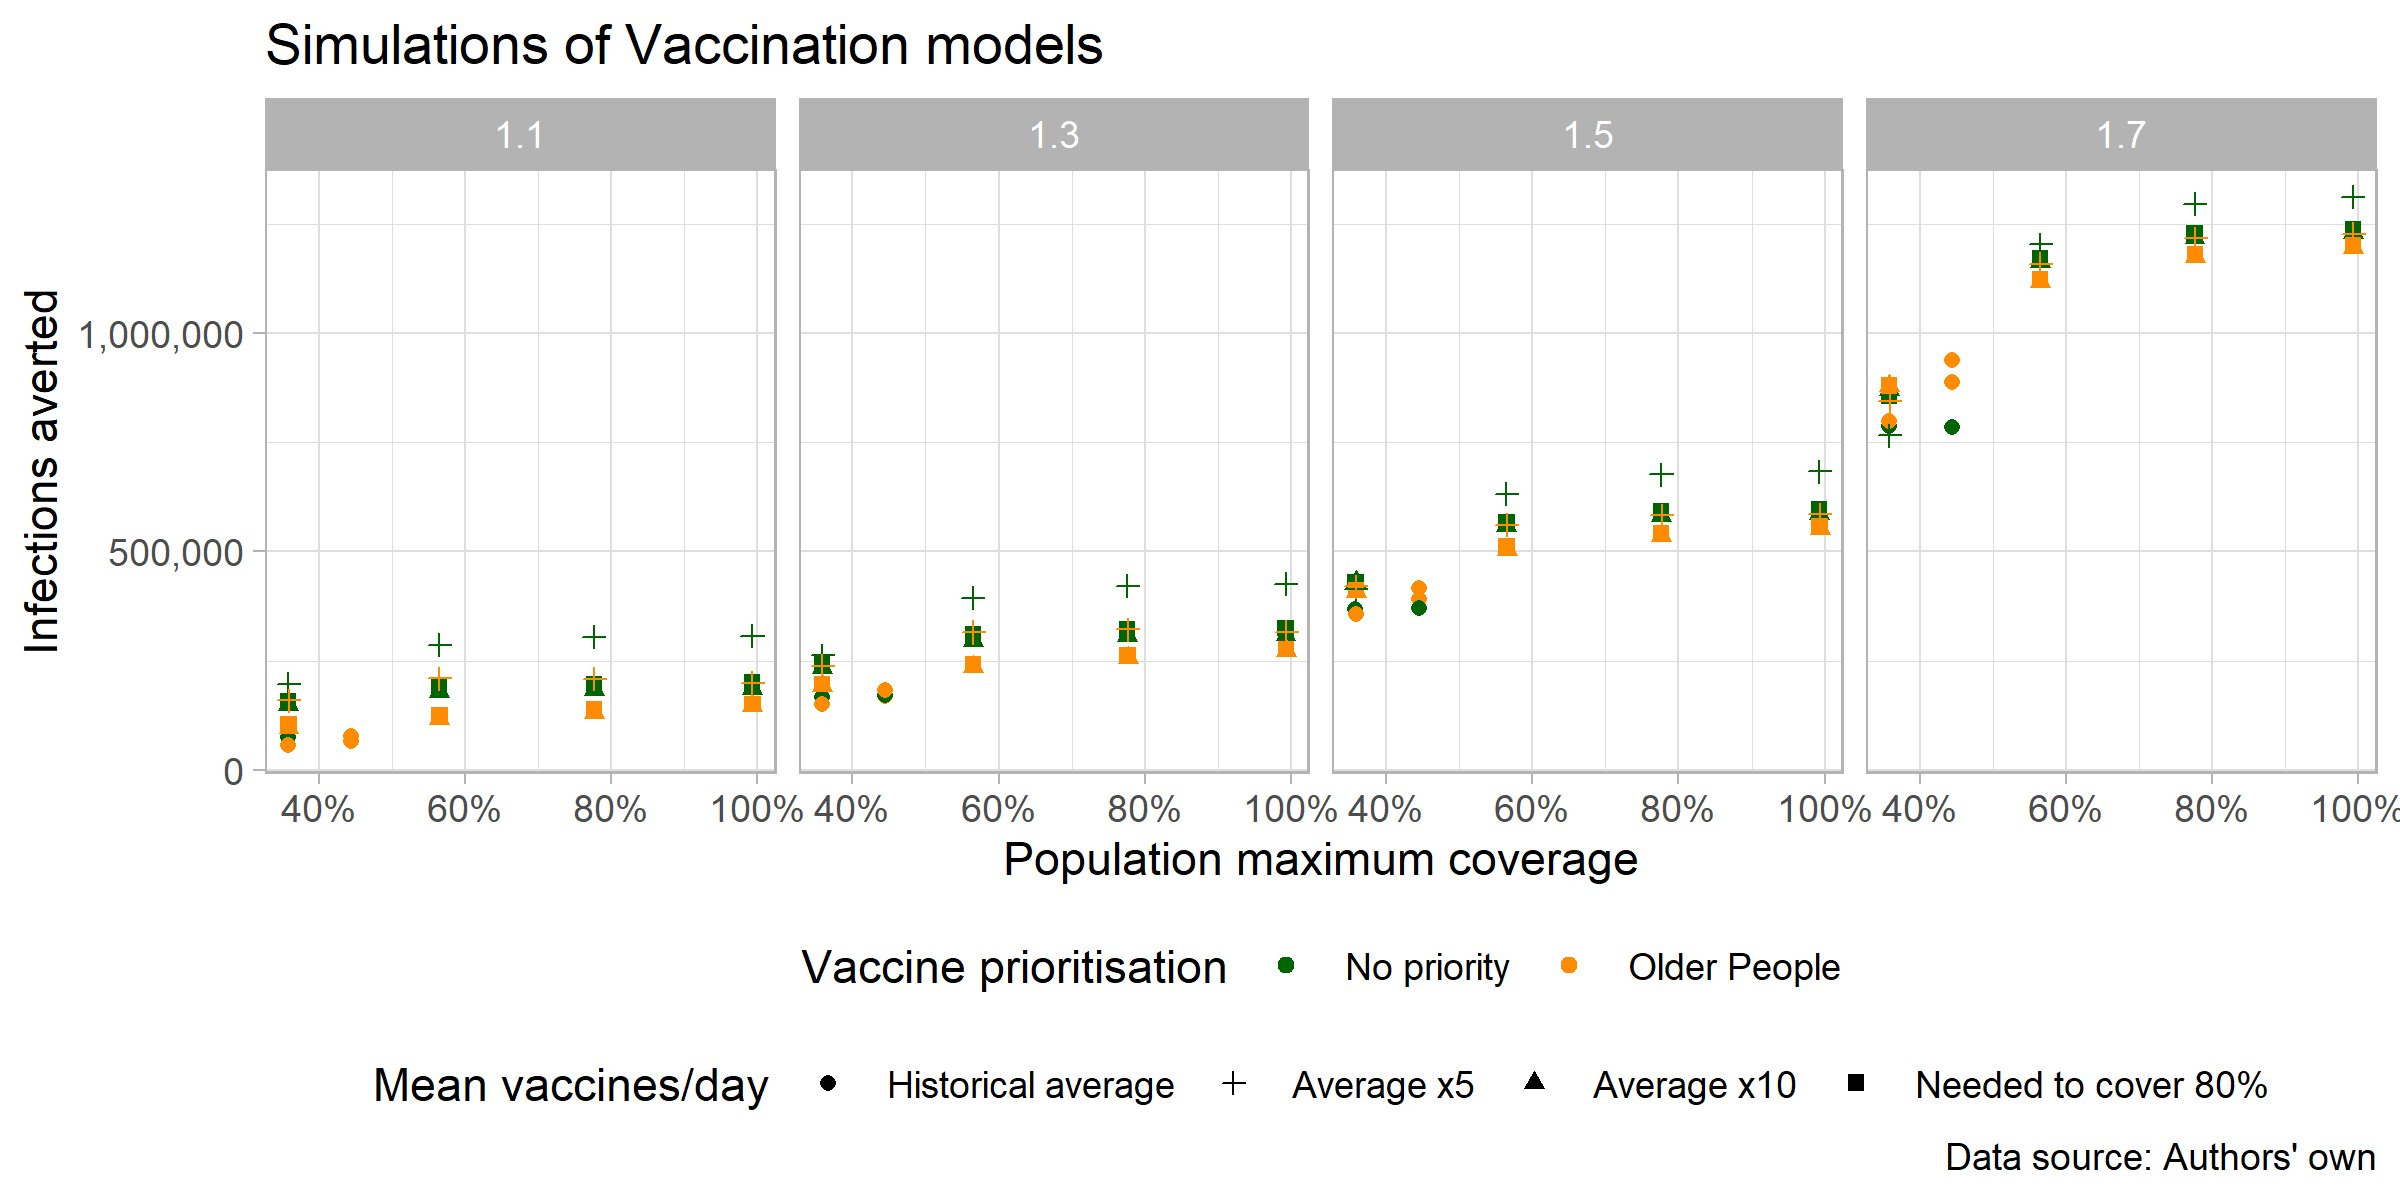 Simulations of Vaccination models
1.1 1.3 1.5 1.7
Infections averted
1,000,000
500,000
0
40% 60% 80% 100% 40% 60% 80% 100% 40% 60% 80% 100% 40% 60% 80% 100%
Population maximum coverage
Vaccine prioritisation No priority Older People
Mean vaccines/day Historical average Average x5 Average x10 Needed to cover 80%
Data source: Authors' own